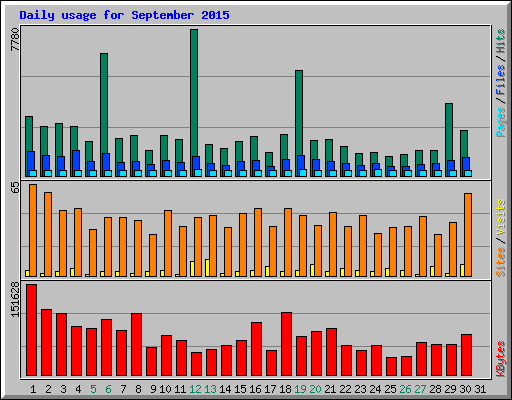 Daily usage for September 2015
7780
Pages / Files / Hits
65
Sites / Visits
151628
KBytes
1 2 3 4 5 6 7 8 9 10 11 12 13 14 15 16 17 18 19 20 21 22 23 24 25 26 27 28 29 30 31